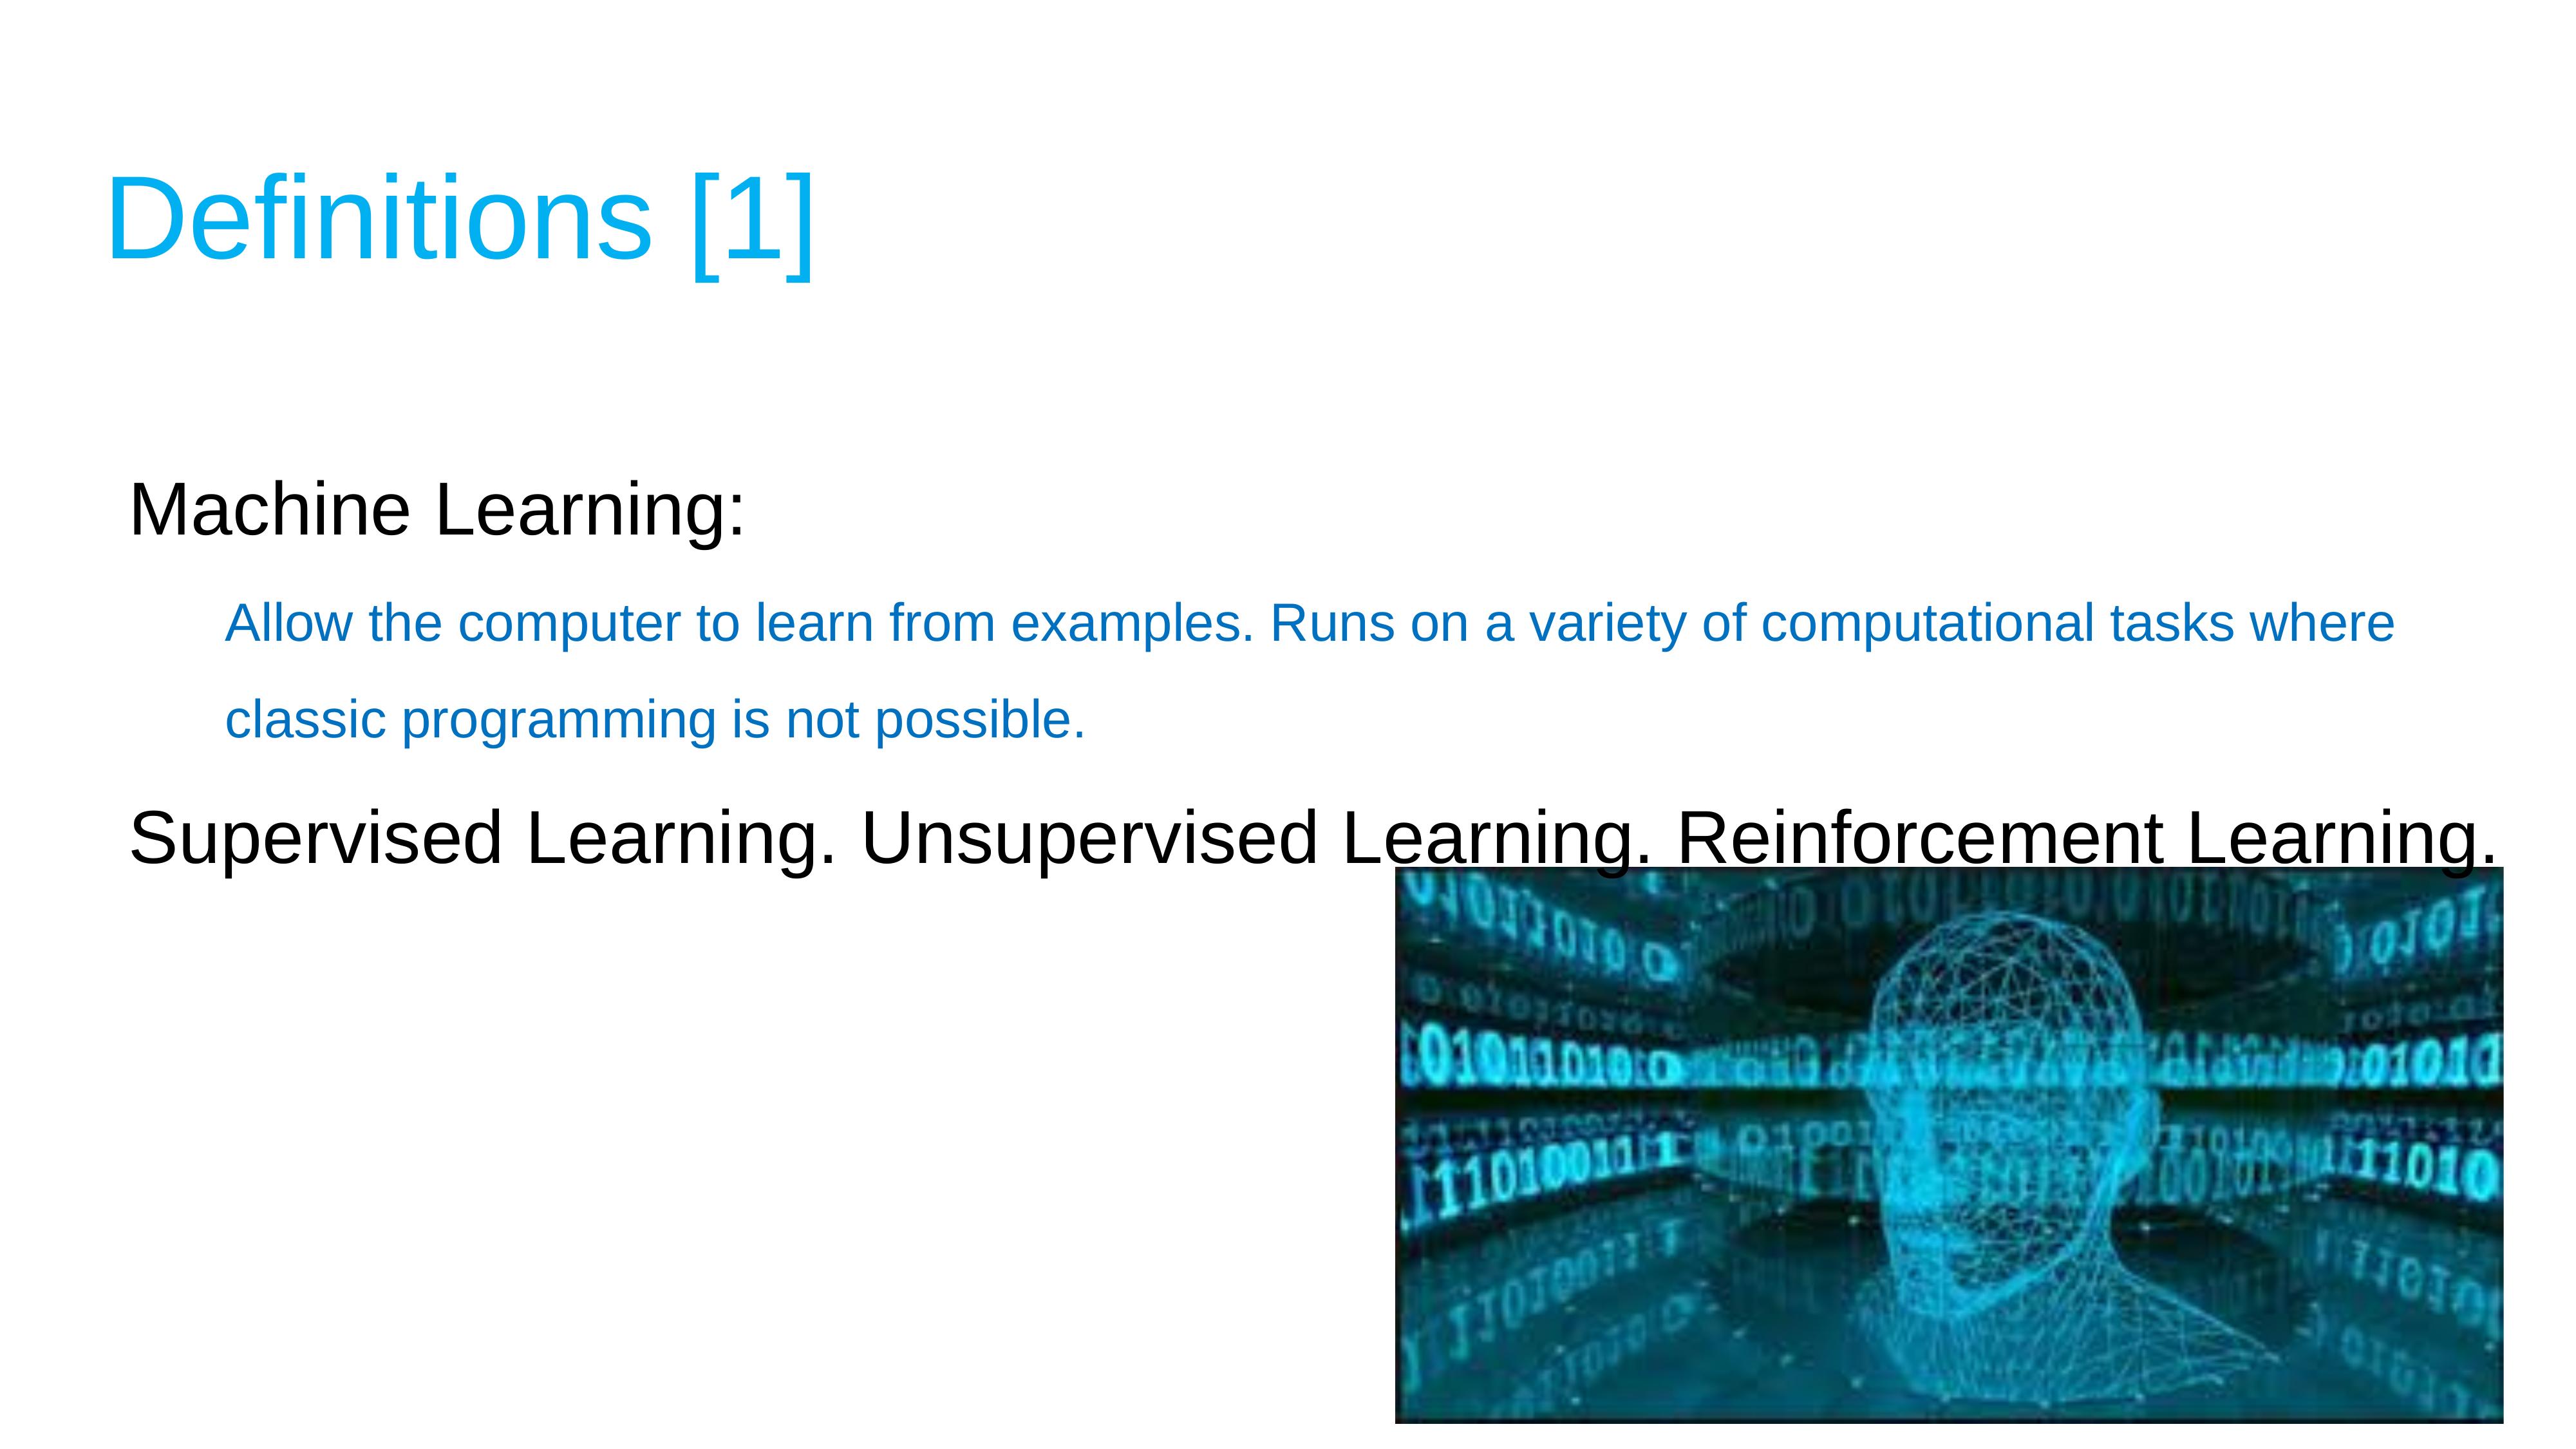 Definitions [1]
Machine Learning:
Allow the computer to learn from examples. Runs on a variety of computational tasks where
classic programming is not possible.
Supervised Learning. Unsupervised Learning. Reinforcement Learning.